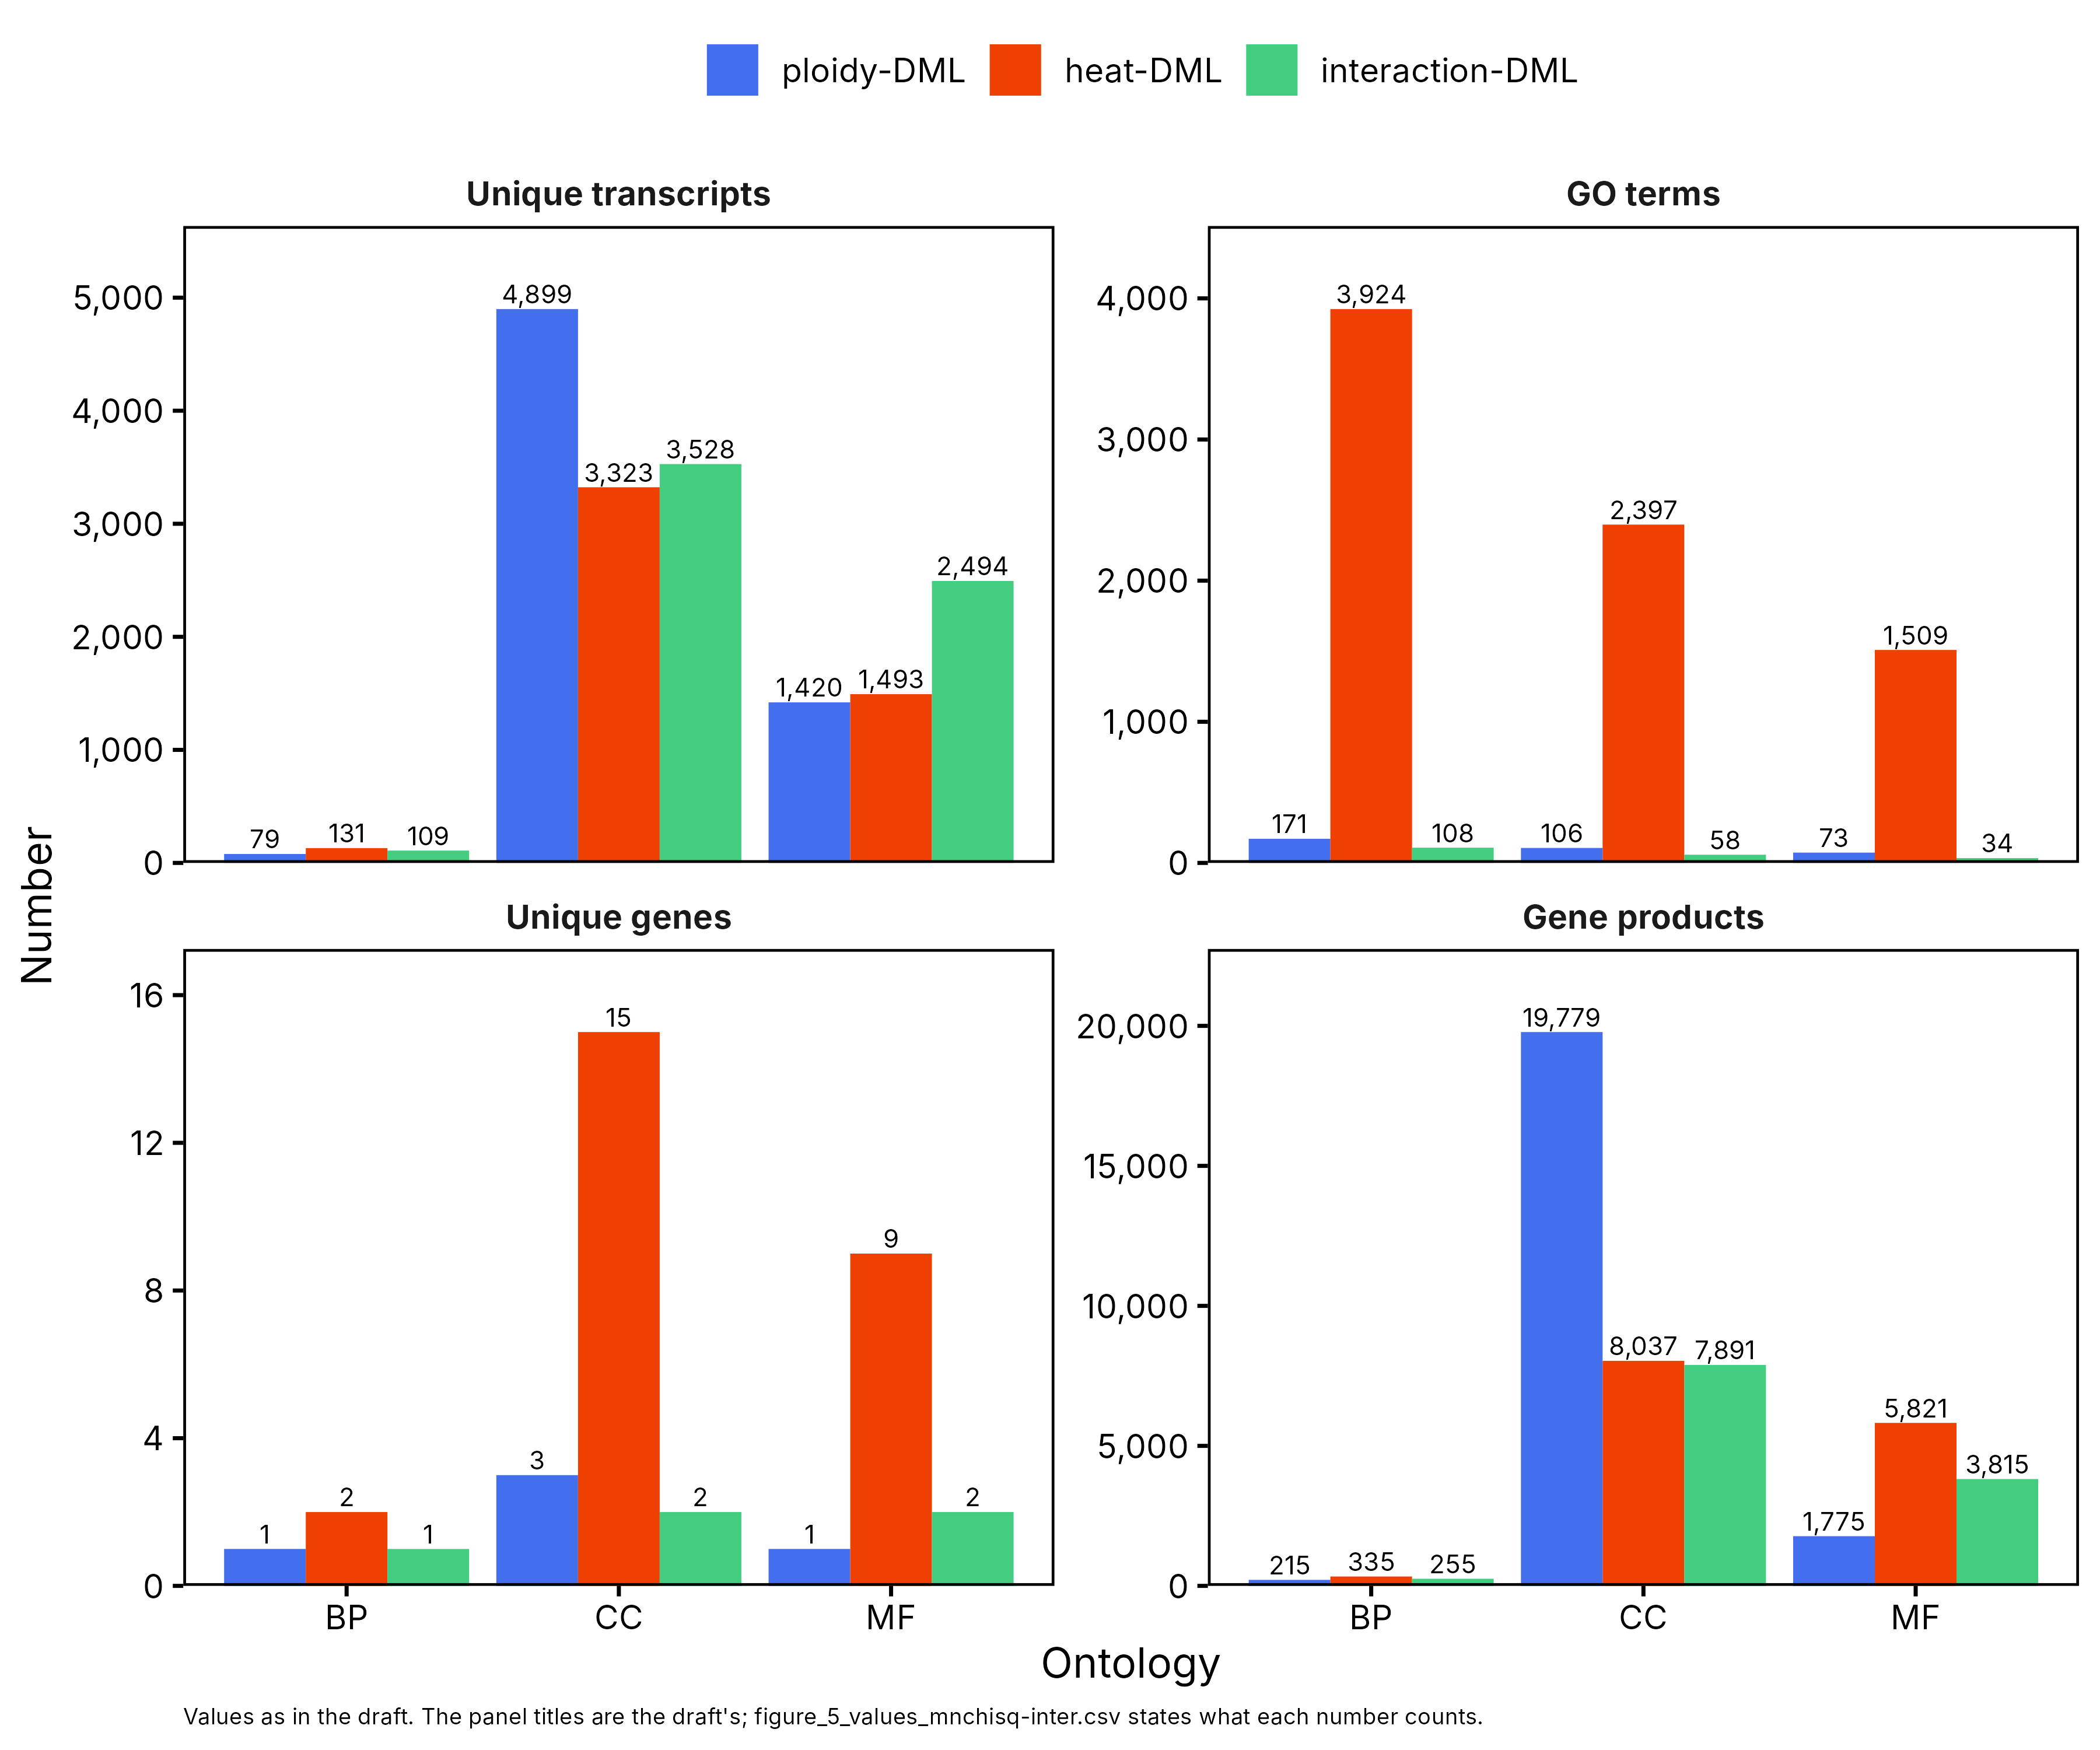 ploidy-DML heat-DML interaction-DML
Unique transcripts
5,000
4,000
3,000
2,000
1,000
0
79 131 109
4,899 3,323 3,528
1,420 1,493 2,494
GO terms
4,000
3,000
2,000
1,000
0
171 3,924 108
106 2,397 58
73 1,509 34
Number
Unique genes
16
12
8
4
0
1 2 1
3 15 2
1 9 2
BP CC MF
Gene products
20,000
15,000
10,000
5,000
0
215 335 255
19,779 8,037 7,891
1,775 5,821 3,815
BP CC MF
Ontology
Values as in the draft. The panel titles are the draft's; figure_5_values_mnchisq-inter.csv states what each number counts.